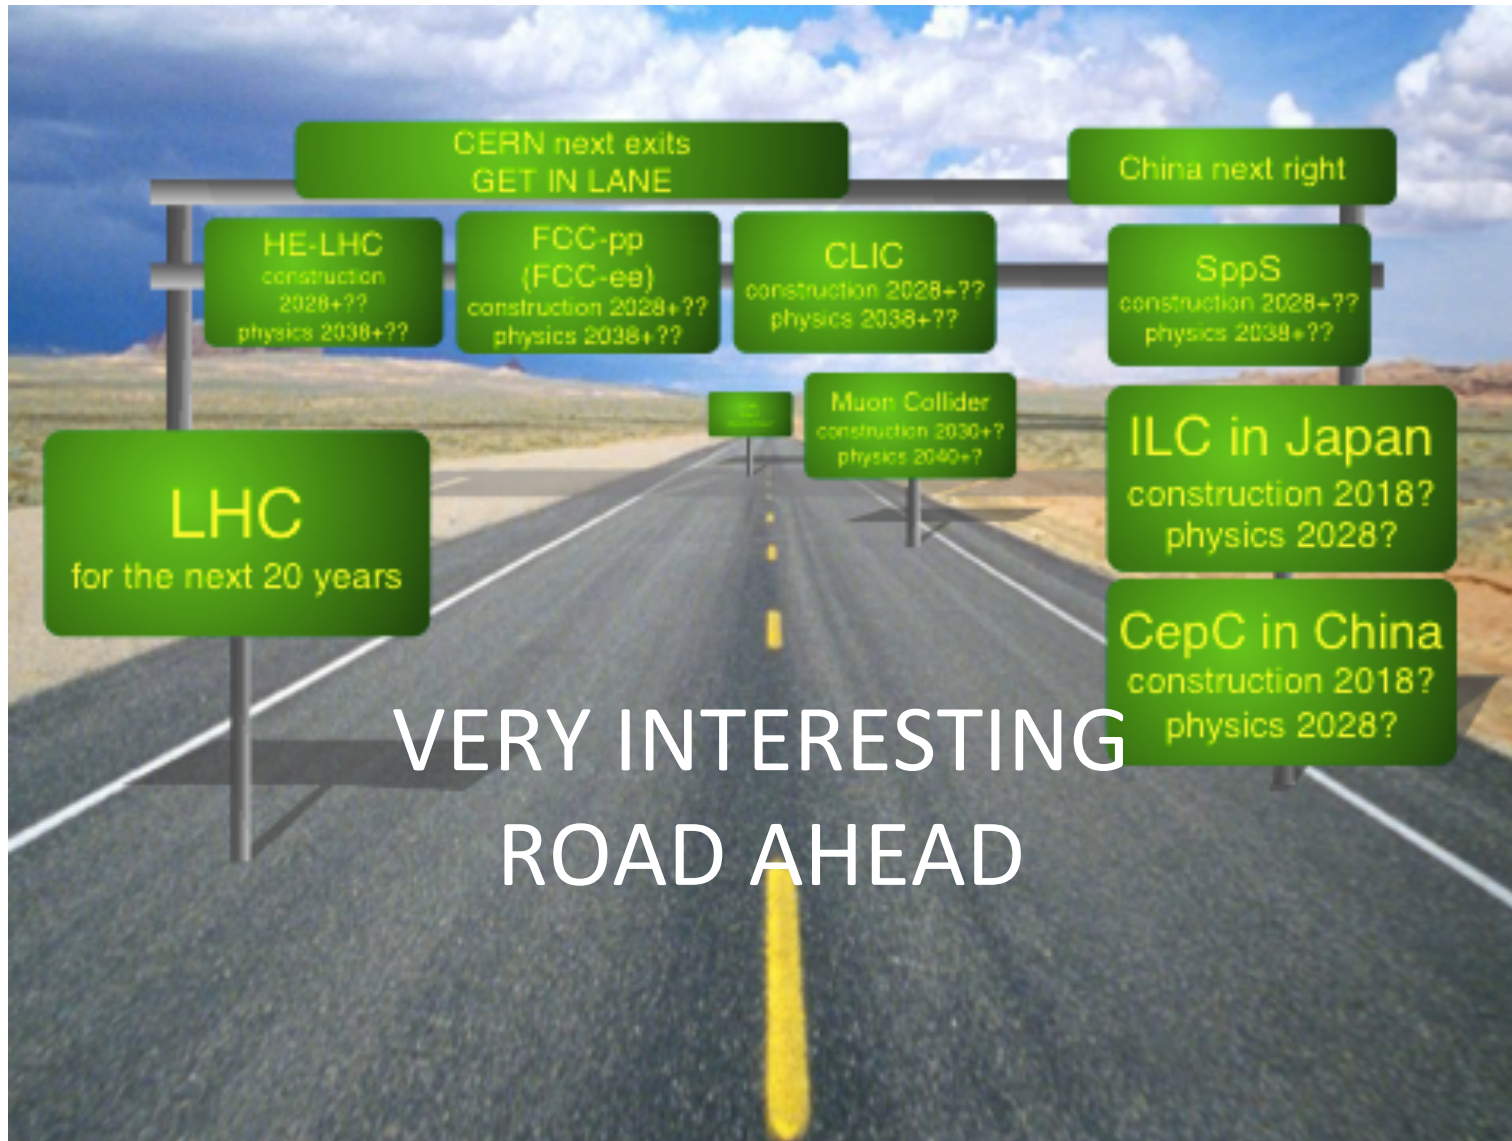 CERN next exits
GET IN LANE
China next right
HE-LHC
construction
2028+??
physics 2038+??
FCC-pp
(FCC-ee)
construction 2028+??
physics 2038+??
CLIC
construction 2028+??
physics 2038+??
SppS
construction 2028+??
physics 2038+??
Muon Collider
construction 2030+?
physics 2040+?
ILC in Japan
construction 2018?
physics 2028?
LHC
for the next 20 years
CepC in China
construction 2018?
physics 2028?
VERY INTERESTING
ROAD AHEAD